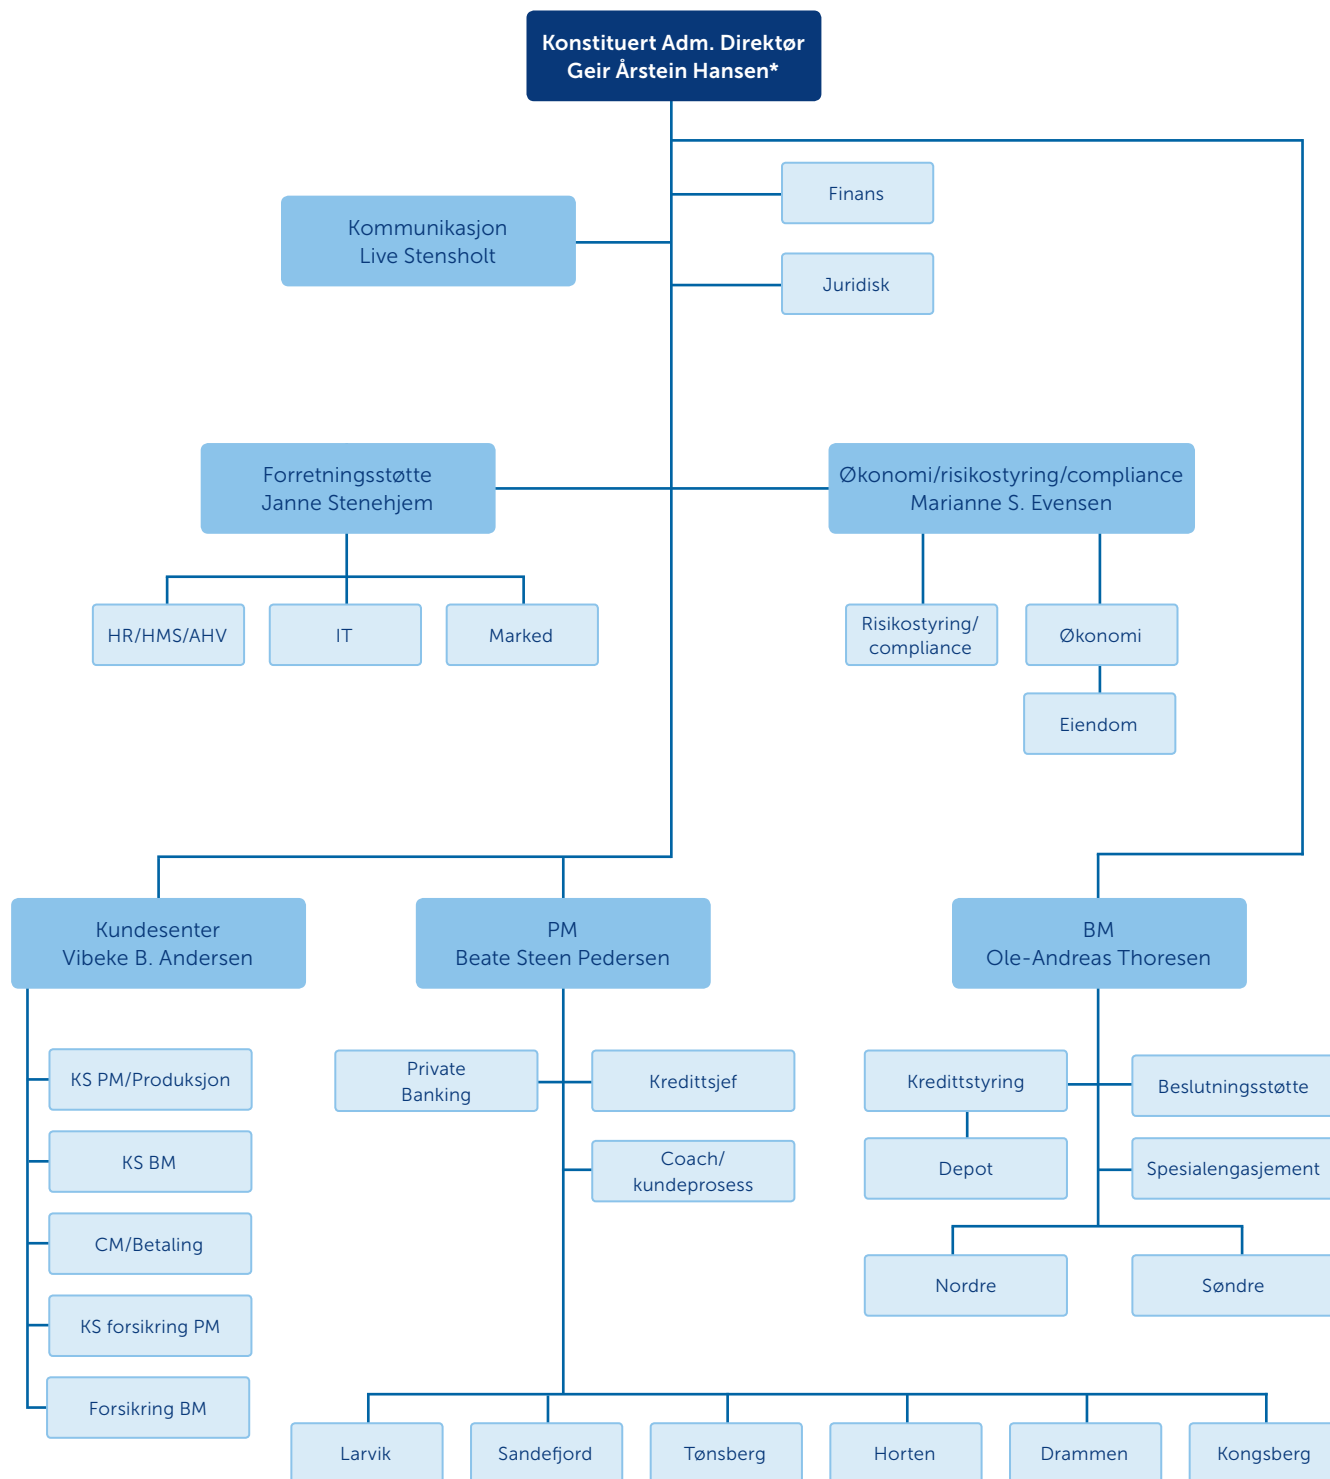 Konstituert Adm. Direktør
Geir Årstein Hansen*
Finans
Kommunikasjon
Live Stensholt
Juridisk
Forretningsstøtte
Janne Stenehjem
Økonomi/risikostyring/compliance
Marianne S. Evensen
HR/HMS/AHV
IT
Marked
Risikostyring/
compliance
Økonomi
Eiendom
Kundesenter
Vibeke B. Andersen
PM
Beate Steen Pedersen
BM
Ole-Andreas Thoresen
KS PM/Produksjon
KS BM
CM/Betaling
KS forsikring PM
Forsikring BM
Private
Banking
Kredittsjef
Coach/
kundeprosess
Kredittstyring
Beslutningsstøtte
Depot
Spesialengasjement
Nordre
Søndre
Larvik
Sandefjord
Tønsberg
Horten
Drammen
Kongsberg